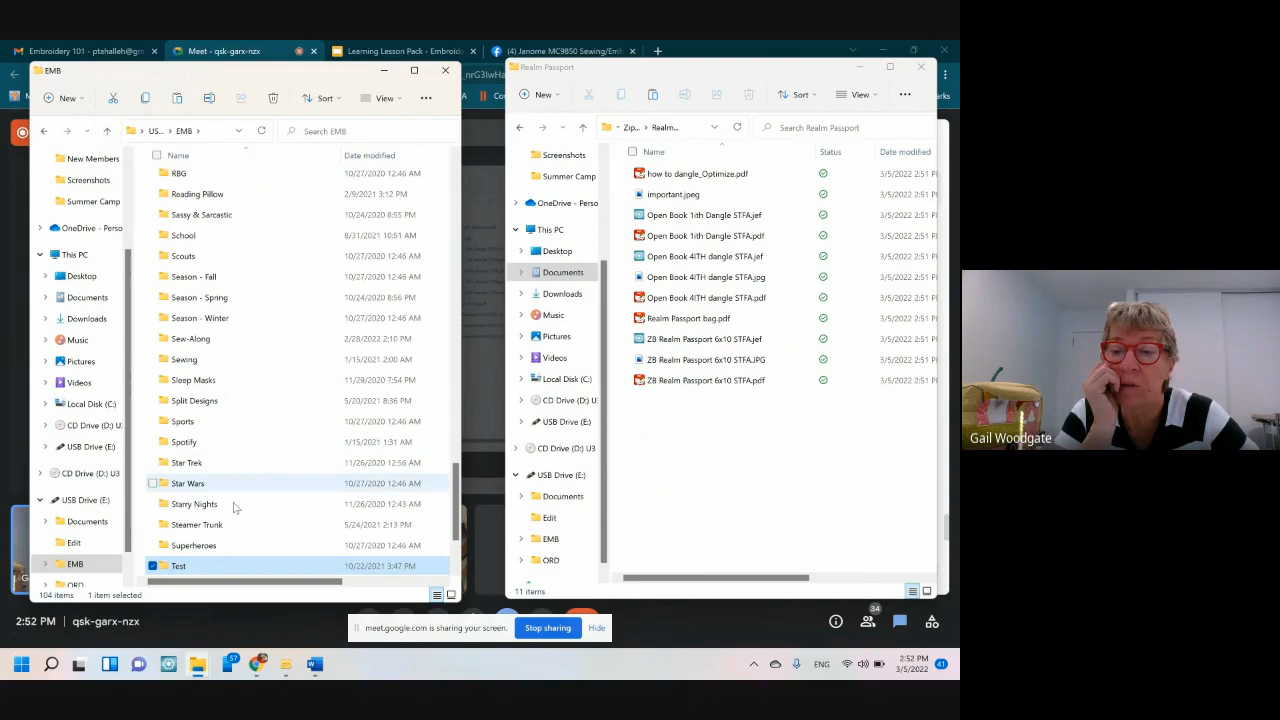 Embroidery 101 - ptahalleh@gm
Meet - qsk-garx-nzx
Learning Lesson Pack - Embroide
(4) Janome MC9850 Sewing/Emb
EMB
New
Sort
View
US... > EMB >
Search EMB
Name
Date modified
New Members
Screenshots
Summer Camp
OneDrive - Perso
This PC
Desktop
Documents
Downloads
Music
Pictures
Videos
Local Disk (C:)
CD Drive (D:) U
USB Drive (E:)
CD Drive (D:) U3
USB Drive (E:)
Documents
Edit
EMB
ORD
RBG 10/27/2020 12:46 AM
Reading Pillow 2/9/2021 3:12 PM
Sassy & Sarcastic 10/24/2020 8:55 PM
School 8/31/2021 10:51 AM
Scouts 10/27/2020 12:46 AM
Season - Fall 10/27/2020 12:46 AM
Season - Spring 10/24/2020 8:56 PM
Season - Winter 10/27/2020 12:46 AM
Sew-Along 2/28/2022 2:10 PM
Sewing 1/15/2021 2:00 AM
Sleep Masks 11/29/2020 7:54 PM
Split Designs 5/20/2021 8:36 PM
Sports 10/27/2020 12:46 AM
Spotify 1/15/2021 1:31 AM
Star Trek 11/26/2020 12:56 AM
Star Wars 10/27/2020 12:46 AM
Starry Nights 11/26/2020 12:43 AM
Steamer Trunk 5/24/2021 2:13 PM
Superheroes 10/27/2020 12:46 AM
Test 10/22/2021 3:47 PM
104 items 1 item selected
Realm Passport
New
Sort
View
Zip... > Realm...
Search Realm Passport
Name
Status
Date modified
Screenshots
Summer Camp
OneDrive - Perso
This PC
Desktop
Documents
Downloads
Music
Pictures
Videos
Local Disk (C:)
CD Drive (D:) U
USB Drive (E:)
CD Drive (D:) U3
USB Drive (E:)
Documents
Edit
EMB
ORD
how to dangle_Optimize.pdf 3/5/2022 2:51 P
important.jpeg 3/5/2022 2:51 P
Open Book 1ith Dangle STFA.jef 3/5/2022 2:51 P
Open Book 1ith Dangle STFA.pdf 3/5/2022 2:51 P
Open Book 4ITH dangle STFA.jef 3/5/2022 2:51 P
Open Book 4ITH dangle STFA.jpg 3/5/2022 2:51 P
Open Book 4ITH dangle STFA.pdf 3/5/2022 2:51 P
Realm Passport bag.pdf 3/5/2022 2:51 P
ZB Realm Passport 6x10 STFA.jef 3/5/2022 2:51 P
ZB Realm Passport 6x10 STFA.JPG 3/5/2022 2:51 P
ZB Realm Passport 6x10 STFA.pdf 3/5/2022 2:51 P
11 items
Gail Woodgate
2:52 PM | qsk-garx-nzx
meet.google.com is sharing your screen.
Stop sharing
Hide
34
57
ENG
2:52 PM
3/5/2022
41